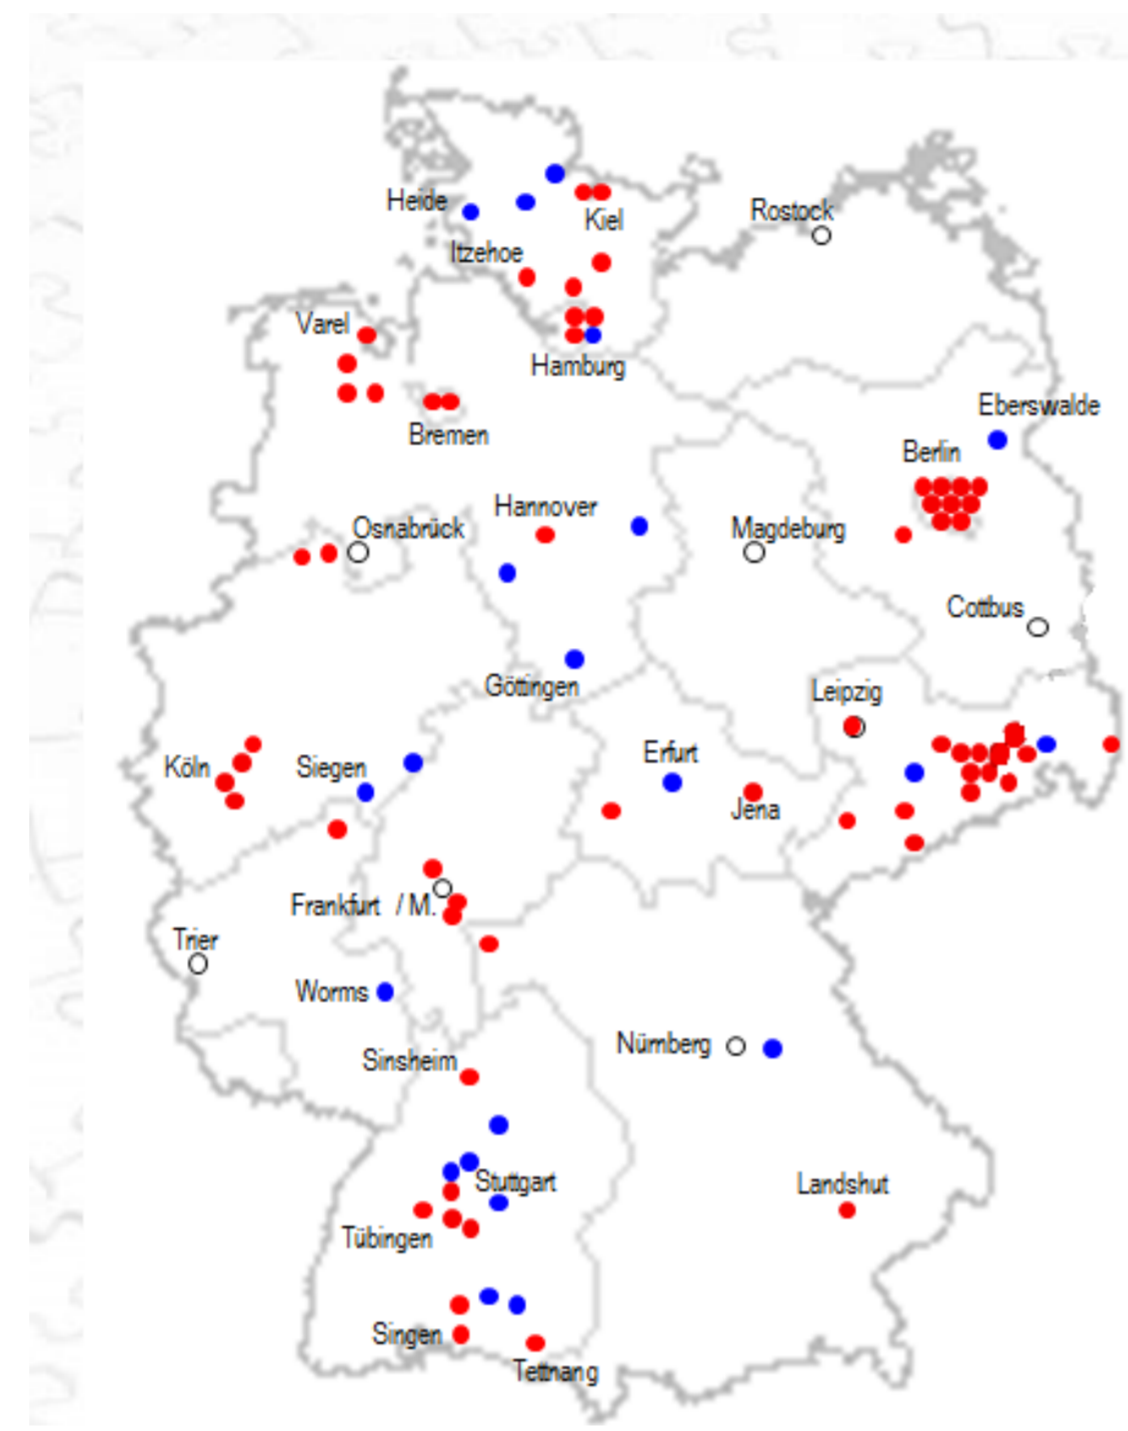 Heide
Kiel
Rostock
Itzehoe
Varel
Hamburg
Eberswalde
Bremen
Berlin
Hannover
Osnabrück
Magdeburg
Cottbus
Göttingen
Leipzig
Köln
Siegen
Erfurt
Jena
Frankfurt / M.
Trier
Worms
Nürnberg
Sinsheim
Stuttgart
Landshut
Tübingen
Singen
Tettnang